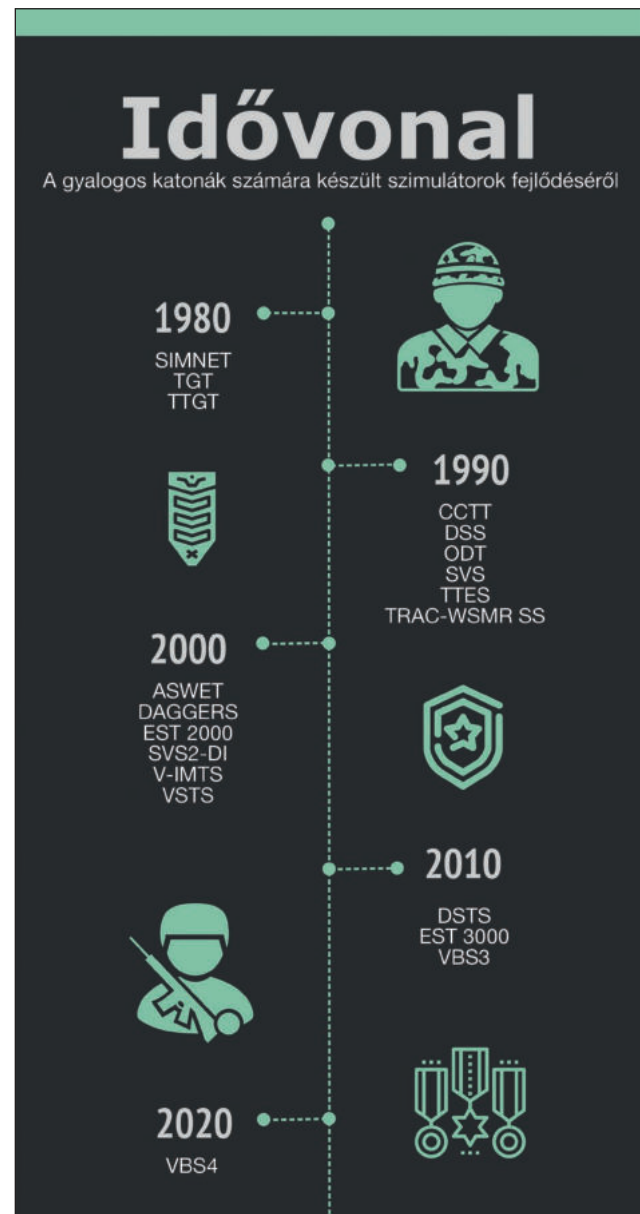 Idővonal
A gyalogos katonák számára készült szimulátorok fejlődéséről
1980
SIMNET
TGT
TTGT
1990
CCTT
DSS
ODT
SVS
TTES
TRAC-WSMR SS
2000
ASWET
DAGGERS
EST 2000
SVS2-DI
V-IMTS
VSTS
2010
DSTS
EST 3000
VBS3
2020
VBS4